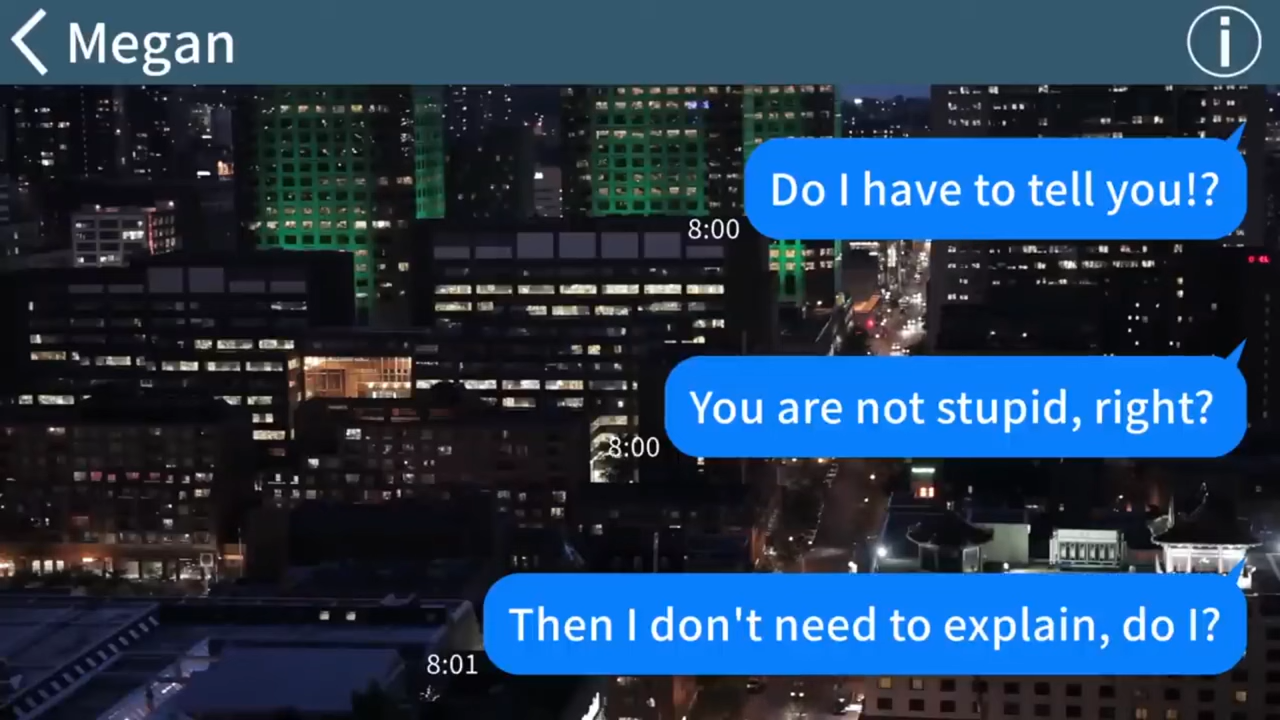 Megan
Do I have to tell you!?
8:00
You are not stupid, right?
8:00
Then I don't need to explain, do I?
8:01